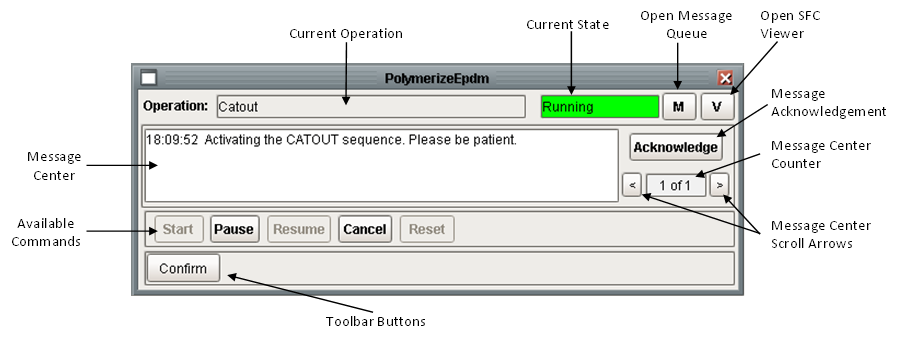 Current Operation
Current State
Open Message
Queue
Open SFC
Viewer
PolymerizeEpdm
Operation: Catout Running M V
Message
Acknowledgement
18:09:52 Activating the CATOUT sequence. Please be patient.
Acknowledge
Message
Center
Message Center
Counter
< 1 of 1 >
Available
Commands
Start Pause Resume Cancel Reset
Message Center
Scroll Arrows
Confirm
Toolbar Buttons